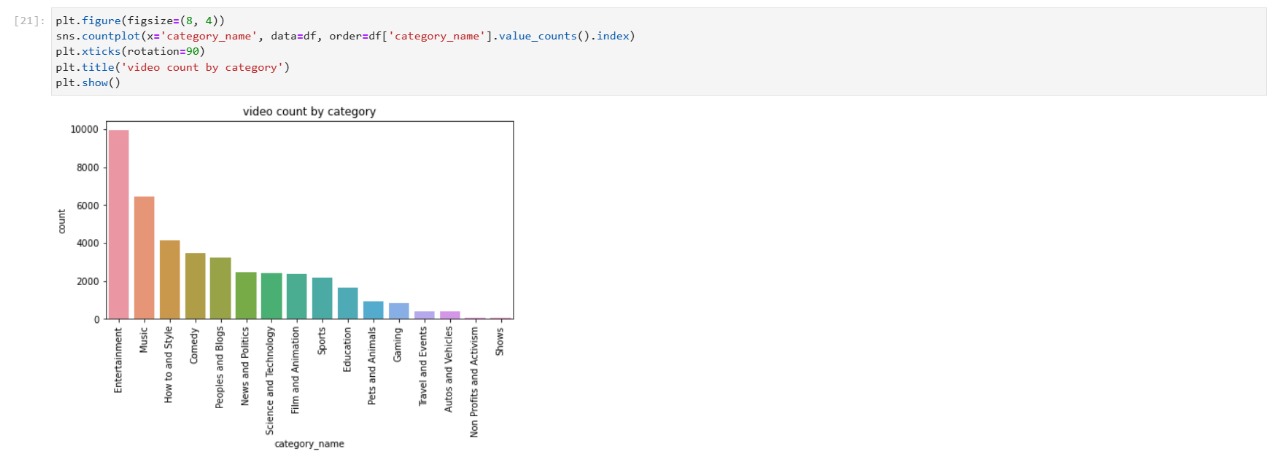 [21]: plt.figure(figsize=(8, 4))
sns.countplot(x='category_name', data=df, order=df['category_name'].value_counts().index)
plt.xticks(rotation=90)
plt.title('video count by category')
plt.show()
video count by category
10000
8000
6000
4000
2000
0
count
Entertainment
Music
How to and Style
Comedy
Peoples and Blogs
News and Politics
Science and Technology
Film and Animation
Sports
Education
Pets and Animals
Gaming
Travel and Events
Autos and Vehicles
Non Profits and Activism
Shows
category_name